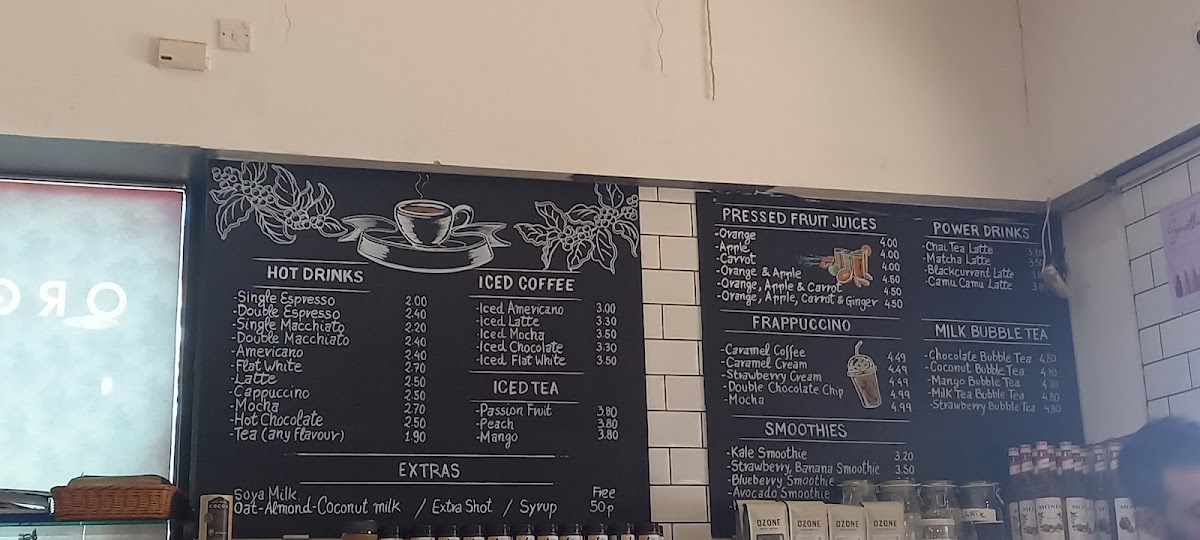 HOT DRINKS
-Single Espresso 2.00
-Double Espresso 2.40
-Single Macchiato 2.20
-Double Macchiato 2.40
-Americano 2.40
-Flat White 2.70
-Latte 2.50
-Cappuccino 2.50
-Mocha 2.70
-Hot Chocolate 2.50
-Tea (any flavour) 1.90
ICED COFFEE
-Iced Americano 3.00
-Iced Latte 3.30
-Iced Mocha 3.50
-Iced Chocolate 3.30
-Iced Flat White 3.50
ICED TEA
-Passion Fruit 3.80
-Peach 3.80
-Mango 3.80
EXTRAS
Soya Milk Free
Oat-Almond-Coconut milk / Extra Shot / Syrup 50p
PRESSED FRUIT JUICES
-Orange 4.00
-Apple 4.00
-Carrot 4.00
-Orange & Apple 4.50
-Orange, Apple & Carrot 4.50
-Orange, Apple, Carrot & Ginger 4.50
FRAPPUCCINO
-Caramel Coffee 4.49
-Caramel Cream 4.49
-Strawberry Cream 4.49
-Double Chocolate Chip 4.99
-Mocha 4.99
SMOOTHIES
-Kale Smoothie 3.20
-Strawberry, Banana Smoothie 3.50
-Blueberry Smoothie
-Avocado Smoothie
POWER DRINKS
-Chai Tea Latte
-Matcha Latte
-Blackcurrant Latte
-Camu Camu Latte
MILK BUBBLE TEA
-Chocolate Bubble Tea 4.80
-Coconut Bubble Tea 4.80
-Mango Bubble Tea 4.80
-Milk Tea Bubble Tea 4.80
-Strawberry Bubble Tea 4.80
COCOA
OZONE
OZONE
OZONE
OZONE